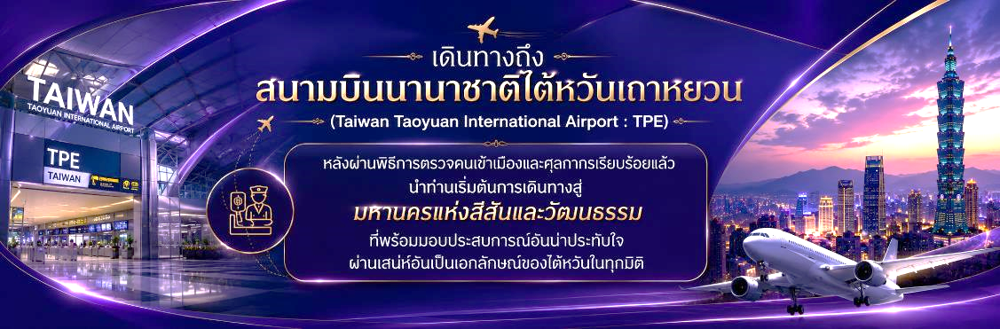 TAIWAN
TAOYUAN INTERNATIONAL AIRPORT
TPE
TAIWAN
เดินทางถึง
สนามบินนานาชาติไต้หวันเถาหยวน
(Taiwan Taoyuan International Airport : TPE)
หลังผ่านพิธีการตรวจคนเข้าเมืองและศุลกากรเรียบร้อยแล้ว
นำท่านเริ่มต้นการเดินทางสู่
มหานครแห่งสีสันและวัฒนธรรม
ที่พร้อมมอบประสบการณ์อันน่าประทับใจ
ผ่านเสน่ห์อันเป็นเอกลักษณ์ของไต้หวันในทุกมิติ